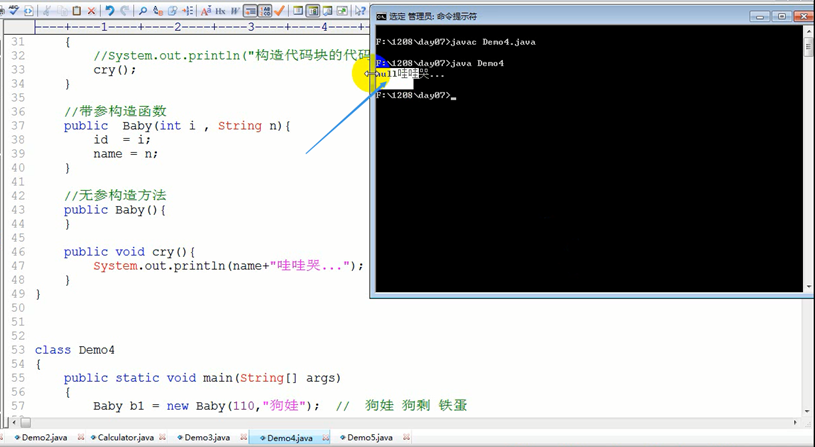 选定 管理员: 命令提示符
F:\1208\day07>javac Demo4.java
F:\1208\day07>java Demo4
null哇哇哭...
F:\1208\day07>
----+----1----+----2----+----3----+----4----+
31 {
32 //System.out.println("构造代码块的代码
33 cry();
34 }
35
36 //带参构造函数
37 public Baby(int i , String n){
38 id = i;
39 name = n;
40 }
41
42 //无参构造方法
43 public Baby(){
44 }
45
46 public void cry(){
47 System.out.println(name+"哇哇哭...");
48 }
49 }
50
51
52
53 class Demo4
54 {
55 public static void main(String[] args)
56 {
57 Baby b1 = new Baby(110,"狗娃"); // 狗娃 狗剩 铁蛋
Demo2.java Calculator.java Demo3.java Demo4.java Demo5.java